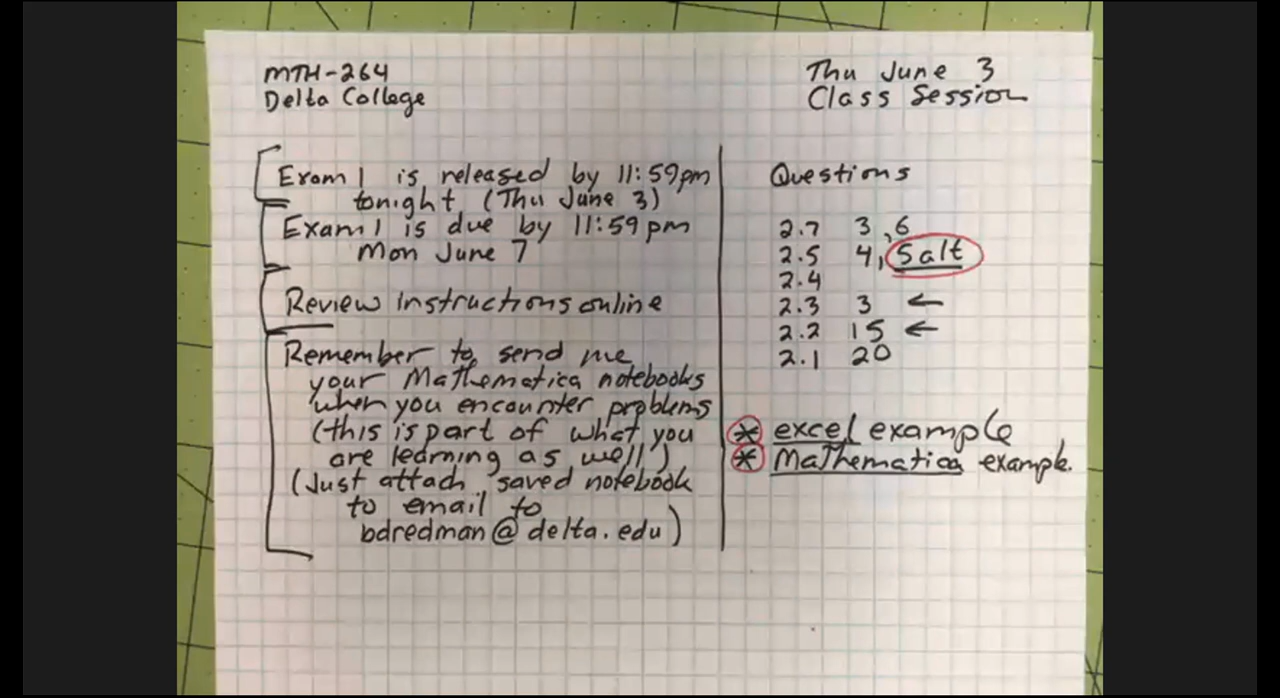 MTH-264
Delta College
Thu June 3
Class Session
Exam 1 is released by 11:59pm
tonight (Thu June 3)
Exam 1 is due by 11:59 pm
Mon June 7
Review instructions online
Remember to send me
your Mathematica notebooks
when you encounter problems
(this is part of what you
are learning as well)
(Just attach saved notebook
to email to
bdredman@delta.edu)
Questions
2.7 3,6
2.5 4, Salt
2.4
2.3 3 ←
2.2 15 ←
2.1 20
* excel example
* Mathematica example.